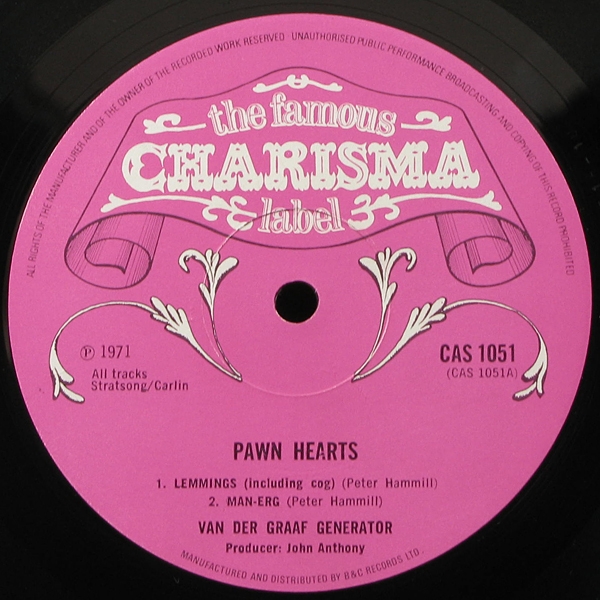 ALL RIGHTS OF THE MANUFACTURER AND OF THE OWNER OF THE RECORDED WORK RESERVED · UNAUTHORISED PUBLIC PERFORMANCE BROADCASTING AND COPYING OF THIS RECORD PROHIBITED
the famous
CHARISMA
label
℗ 1971
All tracks
Stratsong/Carlin
CAS 1051
(CAS 1051A)
PAWN HEARTS
1. LEMMINGS (including cog) (Peter Hammill)
2. MAN-ERG (Peter Hammill)
VAN DER GRAAF GENERATOR
Producer: John Anthony
MANUFACTURED AND DISTRIBUTED BY B&C RECORDS LTD.